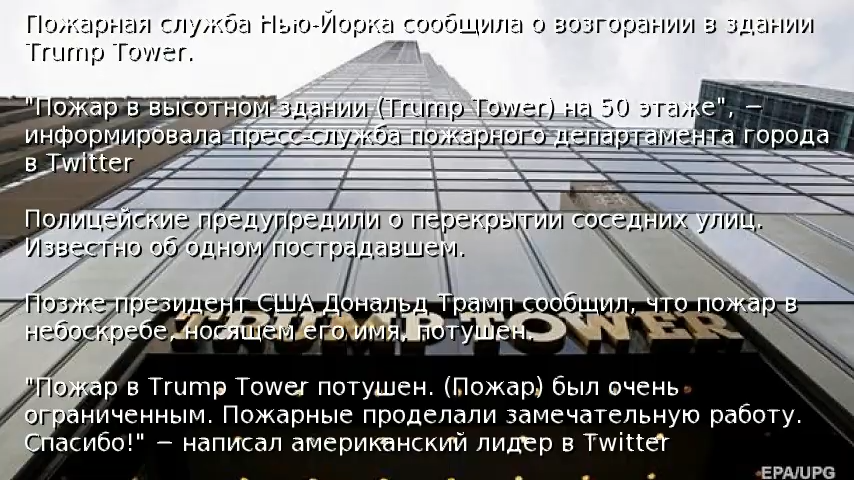 Пожарная служба Нью-Йорка сообщила о возгорании в здании
Trump Tower.
"Пожар в высотном здании (Trump Tower) на 50 этаже", −
информировала пресс-служба пожарного департамента города
в Twitter
Полицейские предупредили о перекрытии соседних улиц.
Известно об одном пострадавшем.
Позже президент США Дональд Трамп сообщил, что пожар в
небоскребе, носящем его имя, потушен.
TRUMP TOWER
"Пожар в Trump Tower потушен. (Пожар) был очень
ограниченным. Пожарные проделали замечательную работу.
Спасибо!" − написал американский лидер в Twitter
EPA/UPG